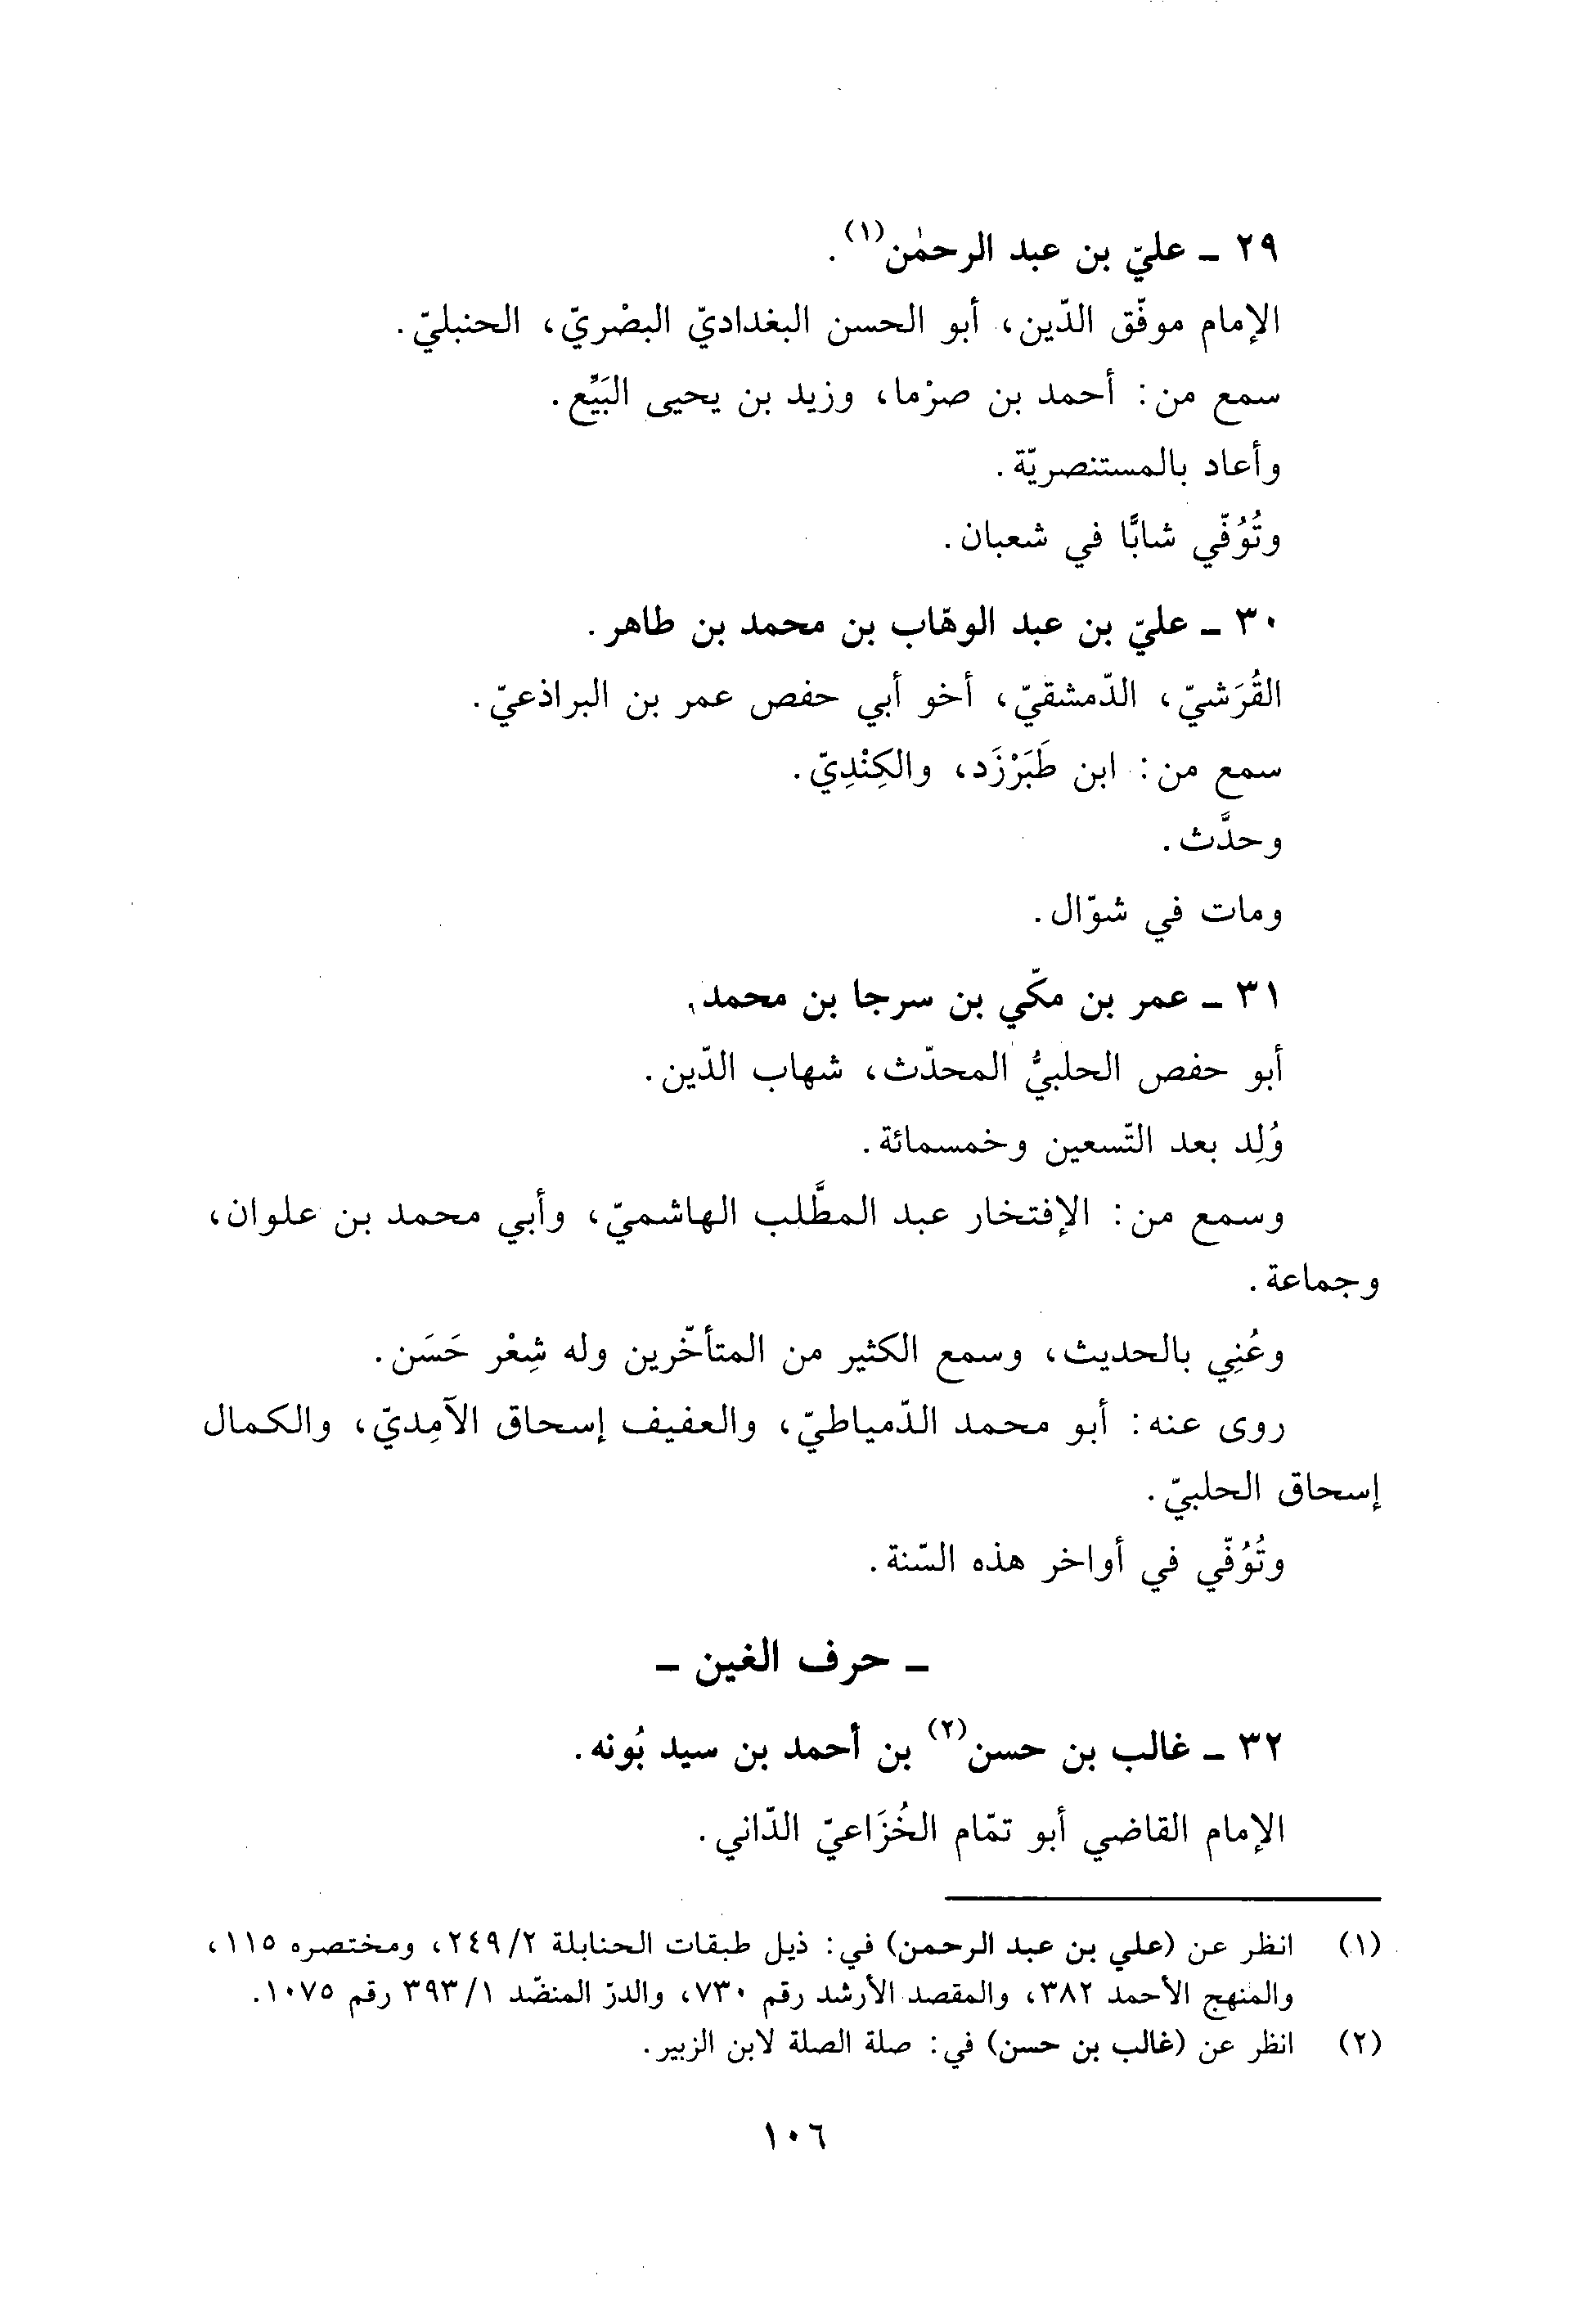 ٢٩ ـ عليّ بن عبد الرحمٰن(١).
الإمام موفّق الدّين، أبو الحسن البغداديّ البصْريّ، الحنبليّ.
سمع من: أحمد بن صرْما، وزيد بن يحيى البَيِّع.
وأعاد بالمستنصريّة.
وتُوُفّي شابًّا في شعبان.
٣٠ ـ عليّ بن عبد الوهّاب بن محمد بن طاهر.
القُرَشيّ، الدّمشقيّ، أخو أبي حفص عمر بن البراذعيّ.
سمع من: ابن طَبَرْزَد، والكِنْدِيّ.
وحدَّث.
ومات في شوّال.
٣١ ـ عمر بن مكّي بن سرجا بن محمد.
أبو حفص الحلبيُّ المحدّث، شهاب الدّين.
وُلِد بعد التّسعين وخمسمائة.
وسمع من: الإفتخار عبد المطَّلب الهاشميّ، وأبي محمد بن علوان،
وجماعة.
وعُنِي بالحديث، وسمع الكثير من المتأخّرين وله شِعْر حَسَن.
روى عنه: أبو محمد الدّمياطيّ، والعفيف إسحاق الآمِديّ، والكمال
إسحاق الحلبيّ.
وتُوُفّي في أواخر هذه السّنة.
ـ حرف الغين ـ
٣٢ ـ غالب بن حسن(٢) بن أحمد بن سيد بُونه.
الإمام القاضي أبو تمّام الخُزَاعيّ الدّاني.
(١) انظر عن (علي بن عبد الرحمن) في: ذيل طبقات الحنابلة ٢٤٩/٢، ومختصره ١١٥،
والمنهج الأحمد ٣٨٢، والمقصد الأرشد رقم ٧٣٠، والدرّ المنضّد ٣٩٣/١ رقم ١٠٧٥.
(٢) انظر عن (غالب بن حسن) في: صلة الصلة لابن الزبير.
١٠٦